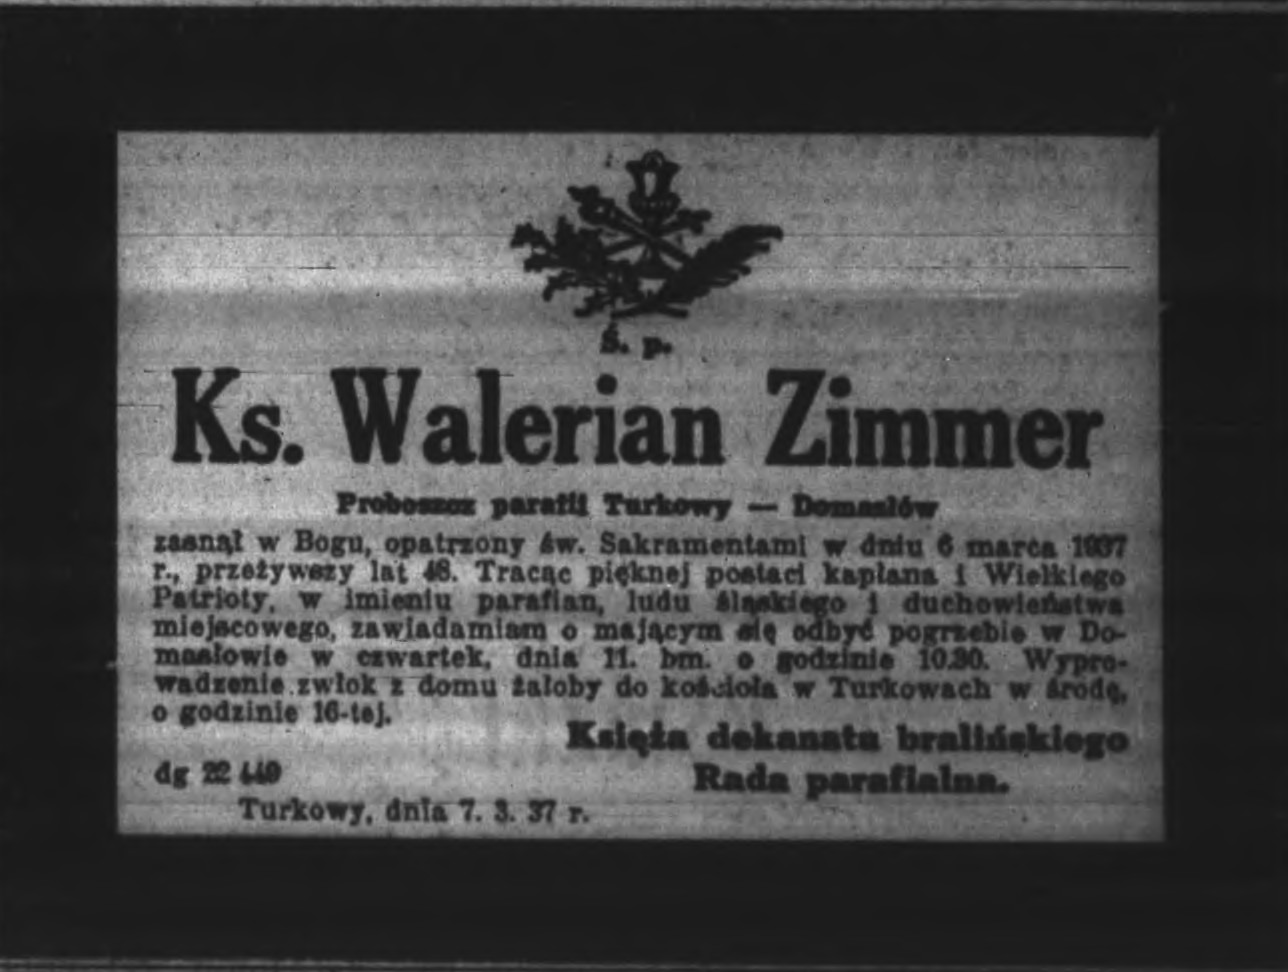 Ś. p.
Ks. Walerian Zimmer
Proboszcz parafii Turkowy — Domasłów
zasnął w Bogu, opatrzony św. Sakramentami w dniu 6 marca 1937
r., przeżywszy lat 48. Tracąc pięknej postaci kapłana i Wielkiego
Patrioty, w imieniu parafian, ludu śląskiego i duchowieństwa
miejscowego, zawiadamiam o mającym się odbyć pogrzebie w Do-
masłowie w czwartek, dnia 11. bm. o godzinie 10.30. Wypro-
wadzenie zwłok z domu żałoby do kościoła w Turkowach w środę,
o godzinie 16-tej.
Księża dekanatu bralińskiego
Rada parafialna.
dg 22 449
Turkowy, dnia 7. 3. 37 r.